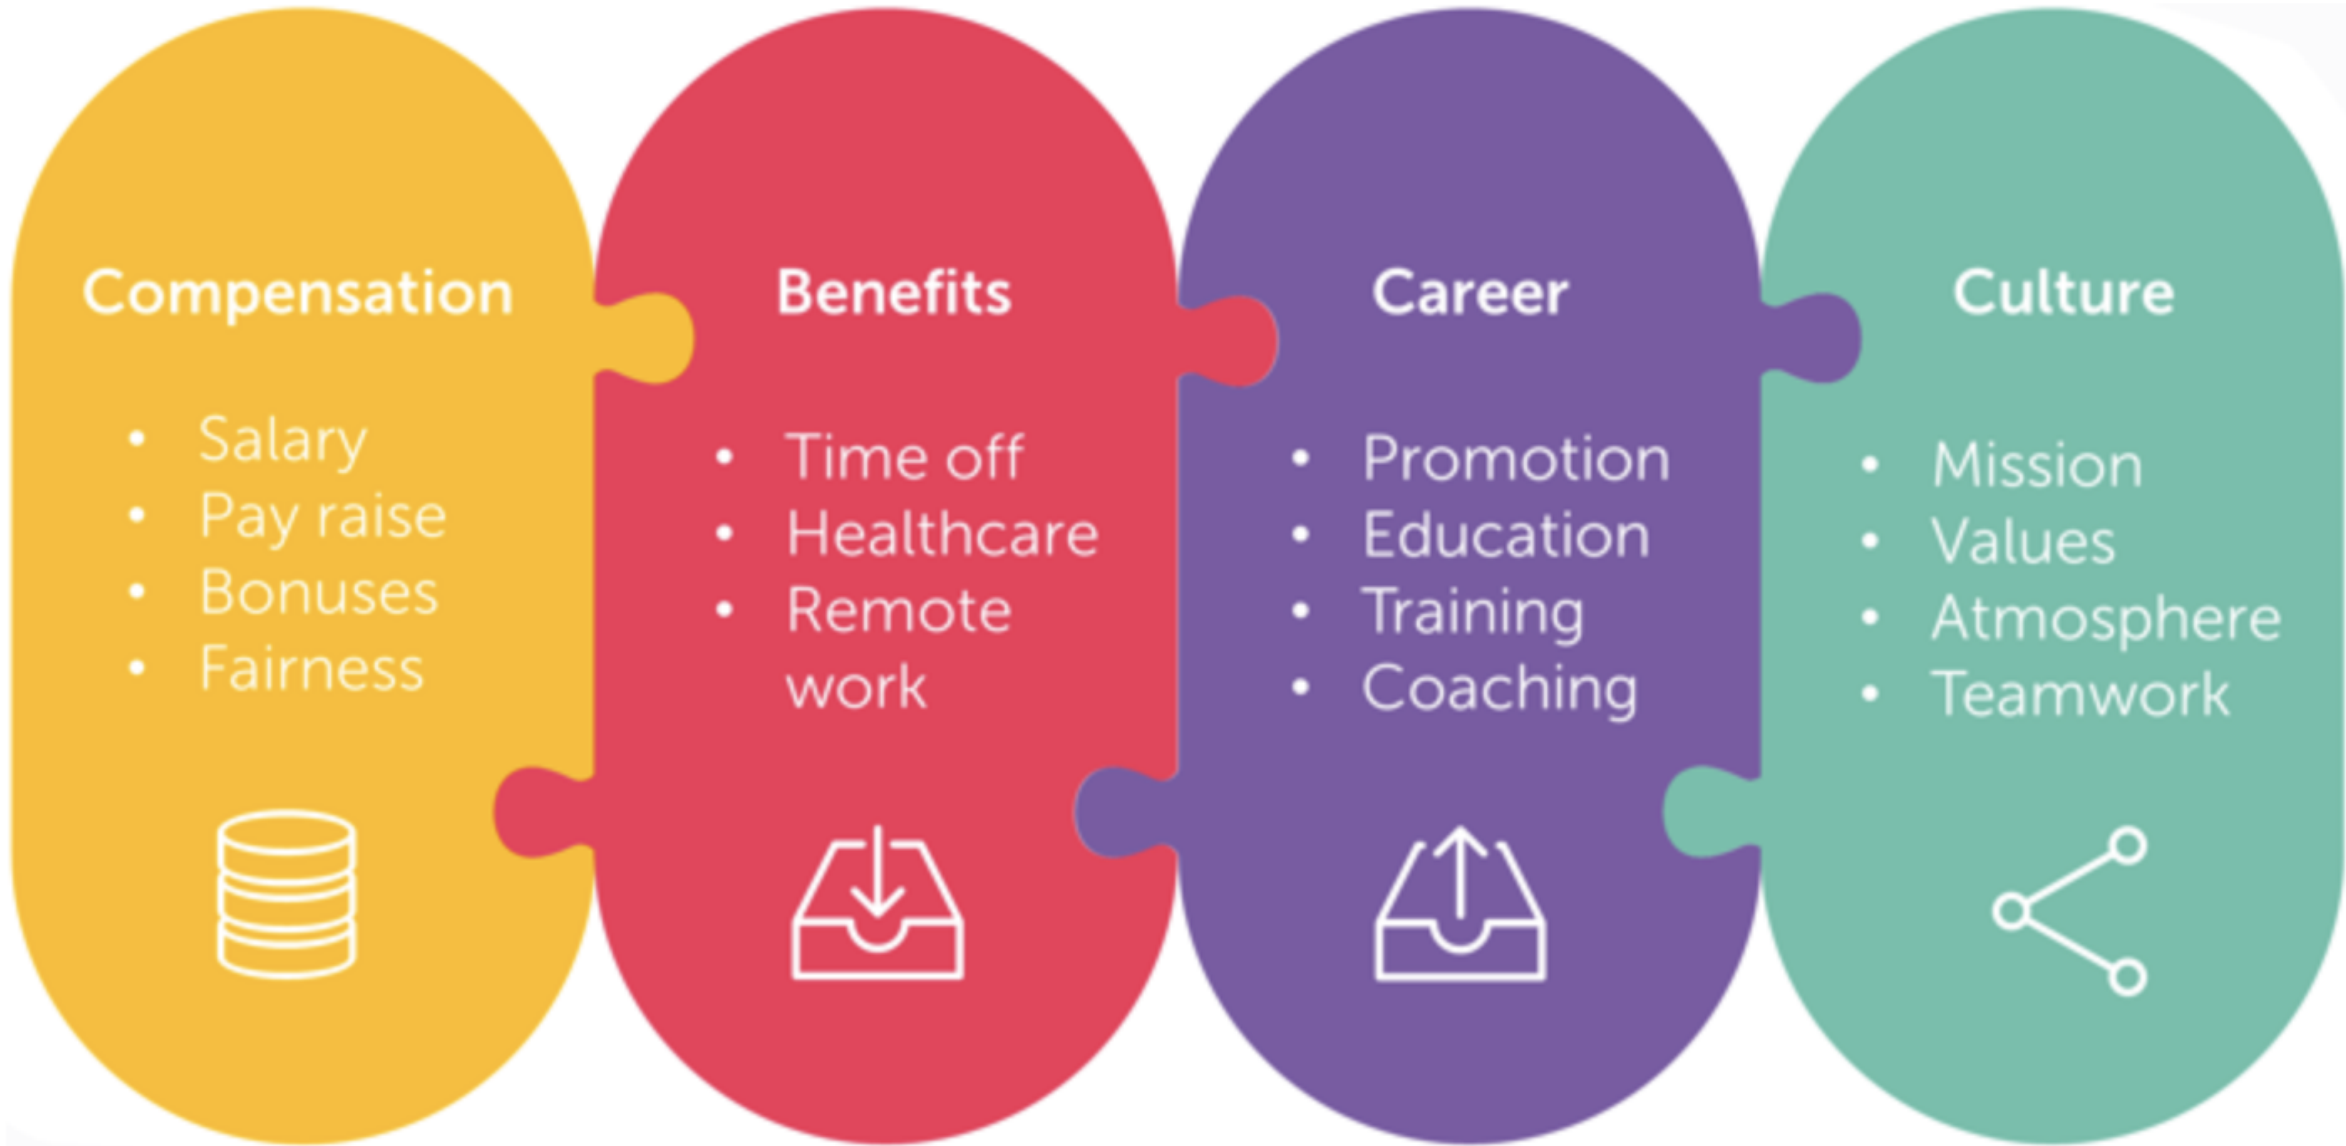 Compensation
• Salary
• Pay raise
• Bonuses
• Fairness
Benefits
• Time off
• Healthcare
• Remote
work
Career
• Promotion
• Education
• Training
• Coaching
Culture
• Mission
• Values
• Atmosphere
• Teamwork